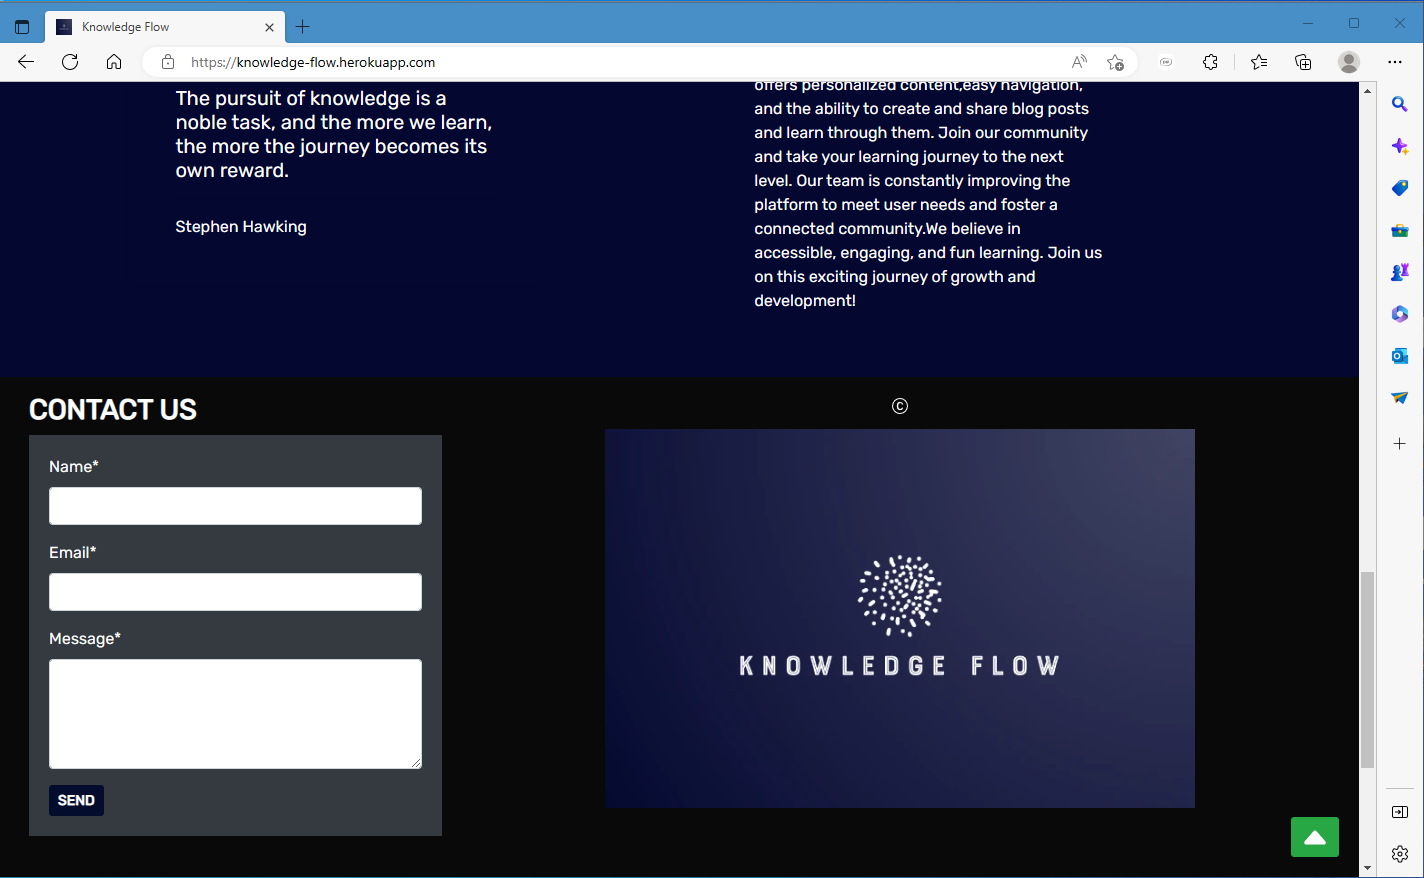 Knowledge Flow
https://knowledge-flow.herokuapp.com
The pursuit of knowledge is a
noble task, and the more we learn,
the more the journey becomes its
own reward.
Stephen Hawking
offers personalized content,easy navigation,
and the ability to create and share blog posts
and learn through them. Join our community
and take your learning journey to the next
level. Our team is constantly improving the
platform to meet user needs and foster a
connected community.We believe in
accessible, engaging, and fun learning. Join us
on this exciting journey of growth and
development!
CONTACT US
Name*
Email*
Message*
SEND
©
KNOWLEDGE FLOW